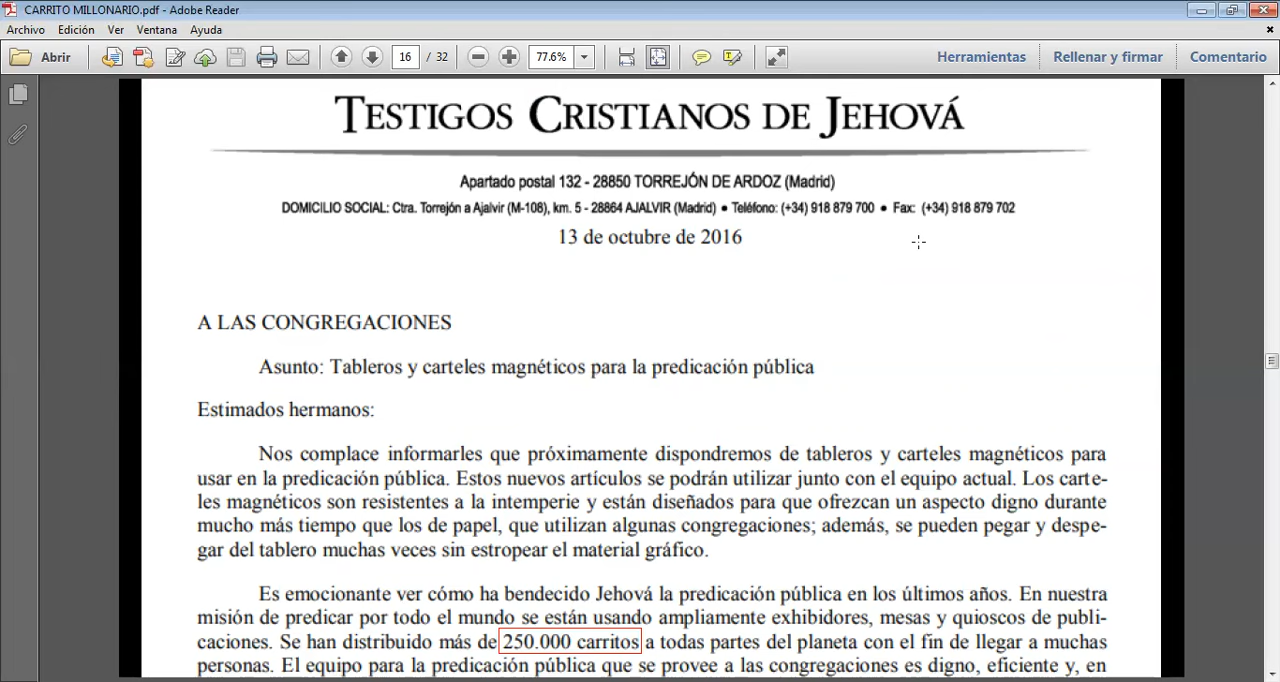 CARRITO MILLONARIO.pdf - Adobe Reader
Archivo Edición Ver Ventana Ayuda
Abrir 16 / 32 77.6% Herramientas Rellenar y firmar Comentario
TESTIGOS CRISTIANOS DE JEHOVÁ
Apartado postal 132 - 28850 TORREJÓN DE ARDOZ (Madrid)
DOMICILIO SOCIAL: Ctra. Torrejón a Ajalvir (M-108), km. 5 - 28864 AJALVIR (Madrid) • Teléfono: (+34) 918 879 700 • Fax: (+34) 918 879 702
13 de octubre de 2016
A LAS CONGREGACIONES
Asunto: Tableros y carteles magnéticos para la predicación pública
Estimados hermanos:
Nos complace informarles que próximamente dispondremos de tableros y carteles magnéticos para
usar en la predicación pública. Estos nuevos artículos se podrán utilizar junto con el equipo actual. Los carte-
les magnéticos son resistentes a la intemperie y están diseñados para que ofrezcan un aspecto digno durante
mucho más tiempo que los de papel, que utilizan algunas congregaciones; además, se pueden pegar y despe-
gar del tablero muchas veces sin estropear el material gráfico.
Es emocionante ver cómo ha bendecido Jehová la predicación pública en los últimos años. En nuestra
misión de predicar por todo el mundo se están usando ampliamente exhibidores, mesas y quioscos de publi-
caciones. Se han distribuido más de 250.000 carritos a todas partes del planeta con el fin de llegar a muchas
personas. El equipo para la predicación pública que se provee a las congregaciones es digno, eficiente y, en